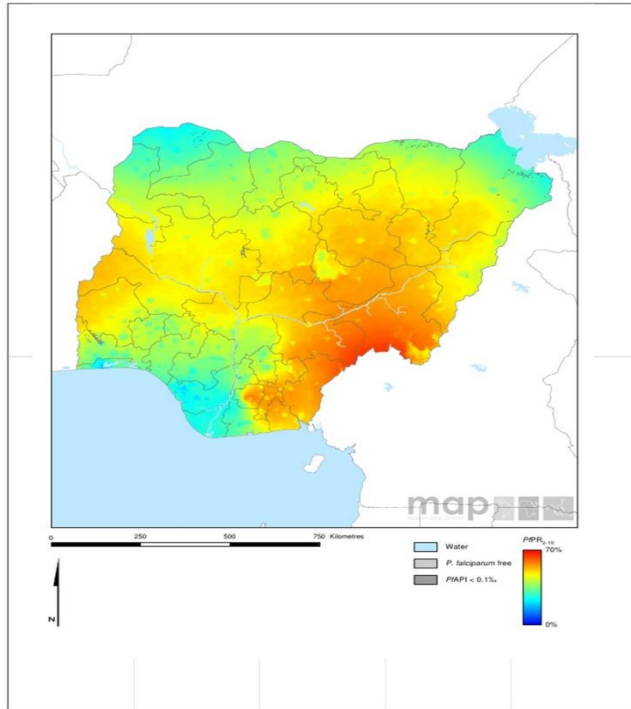 map
0 250 500 750 Kilometres
Water
P. falciparum free
PfAPI < 0.1‰
PfPR2-10
70%
0%
N